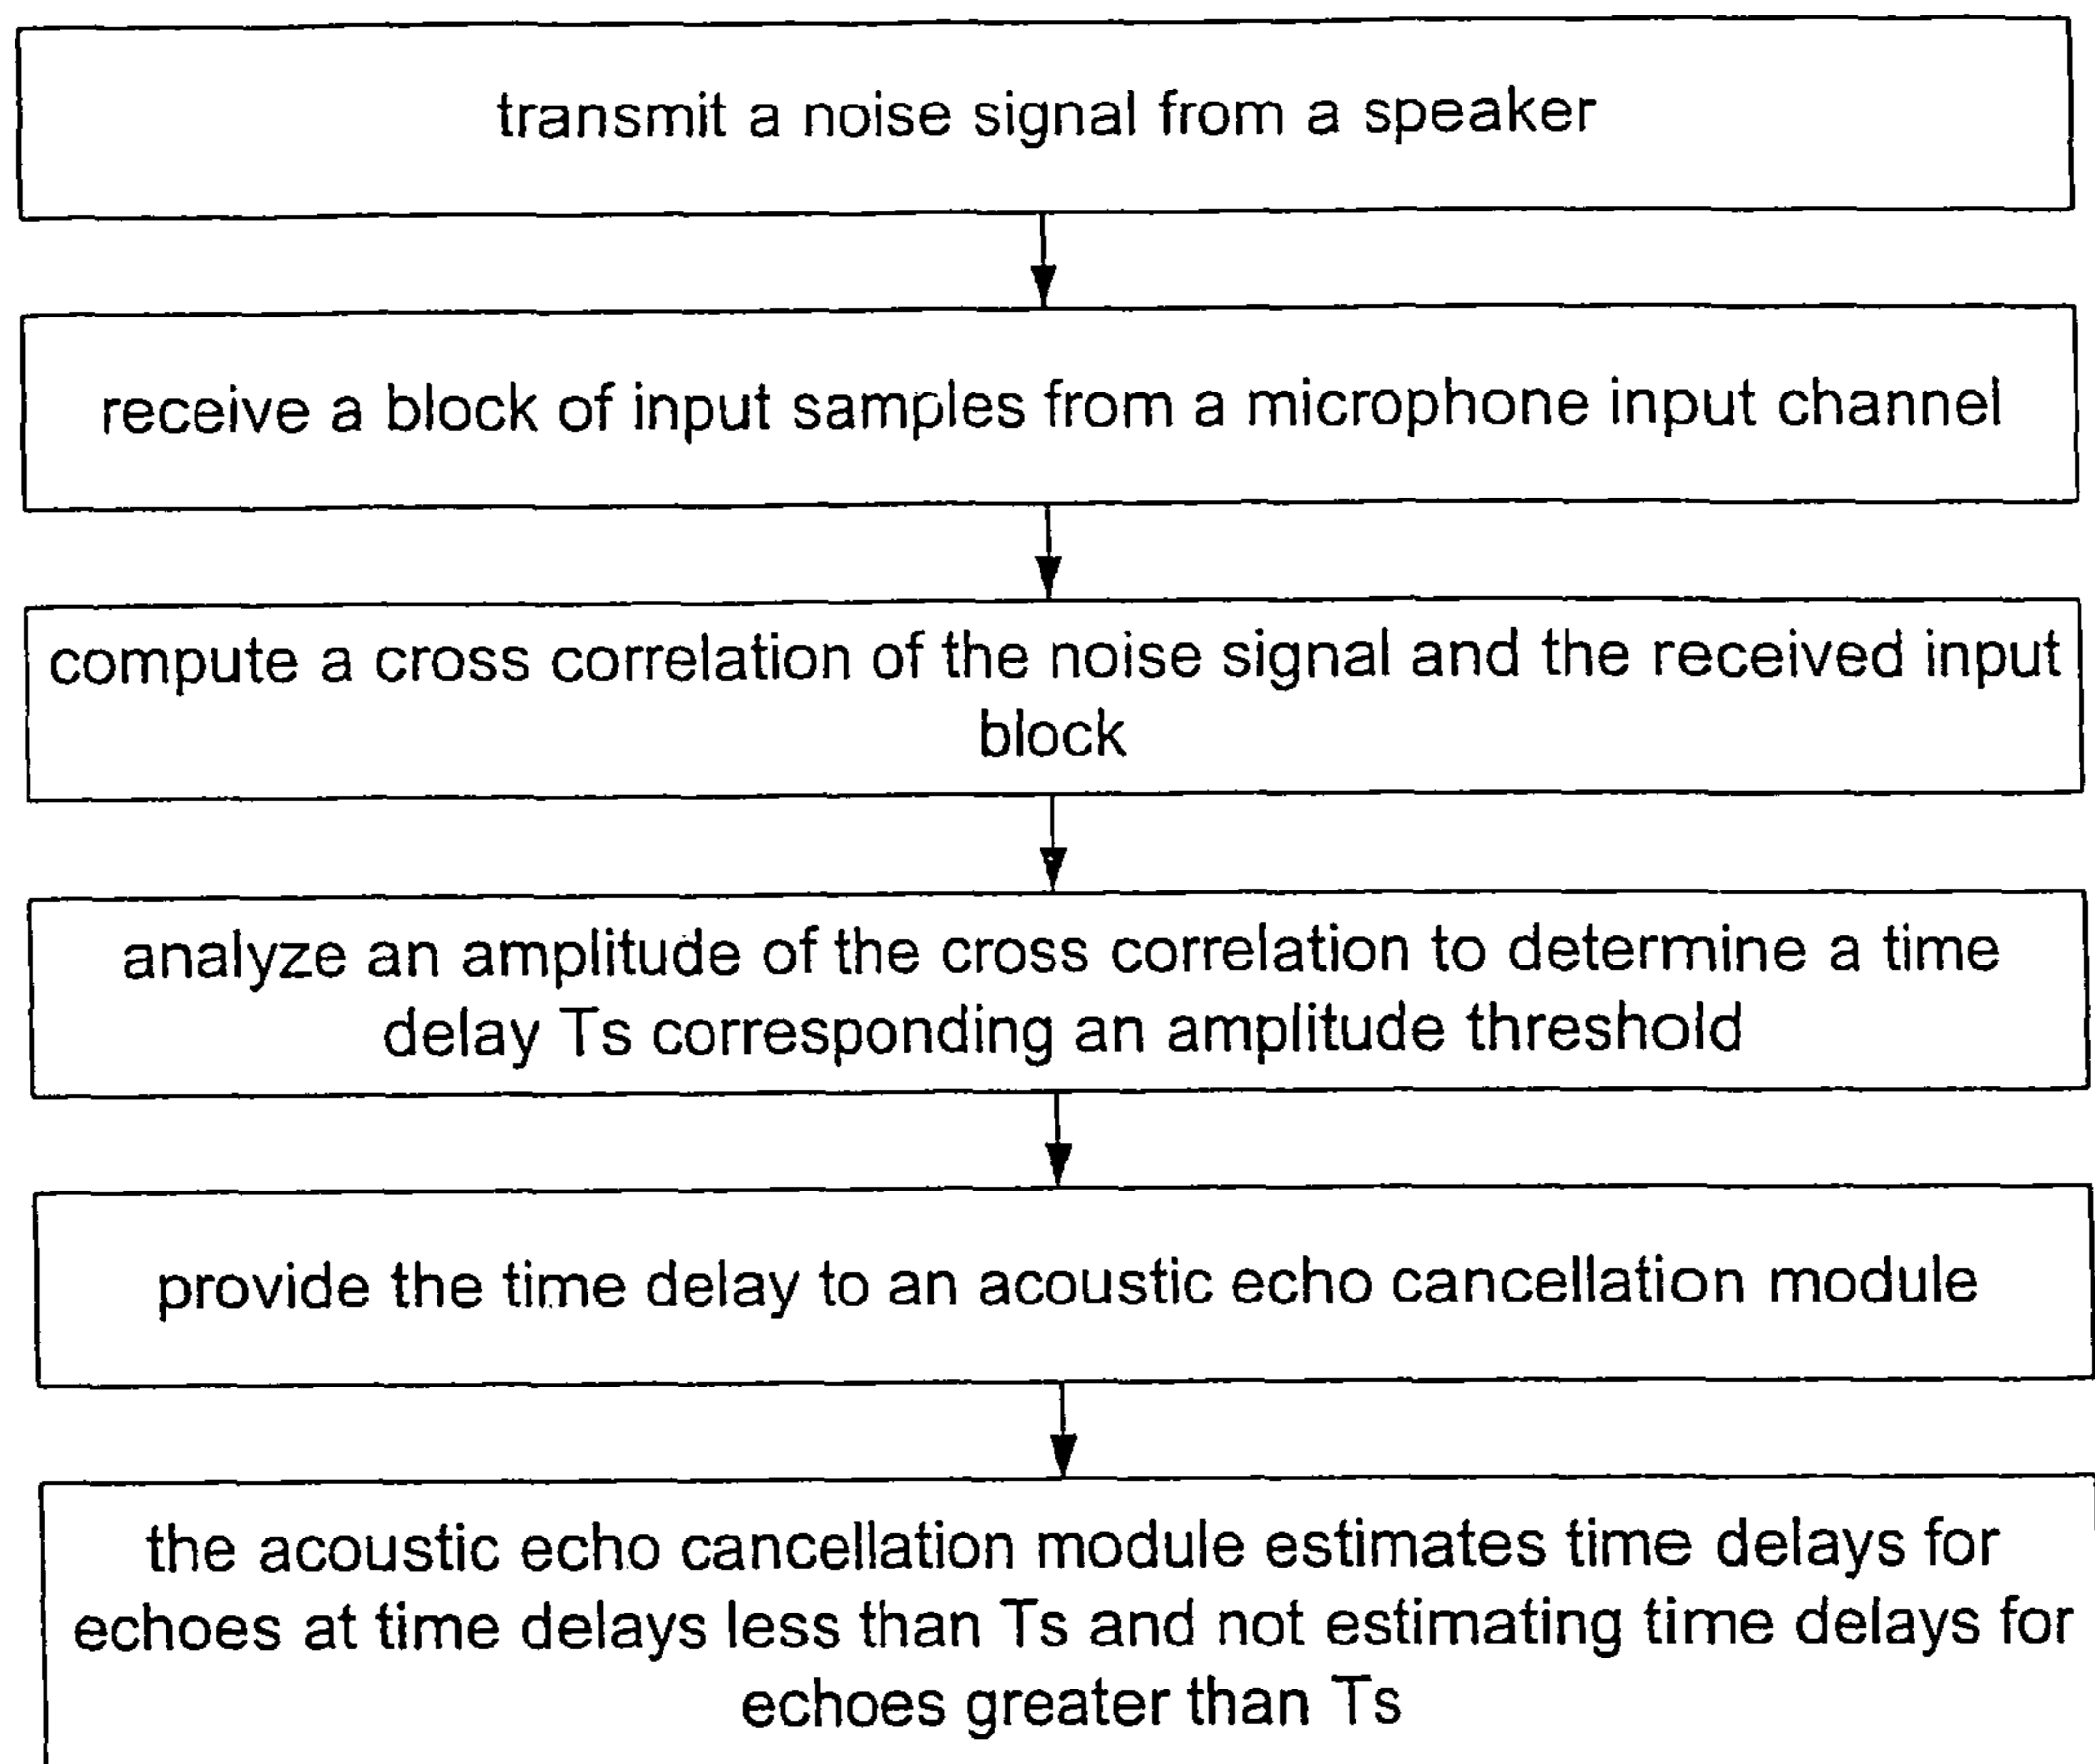 transmit a noise signal from a speaker
receive a block of input samples from a microphone input channel
compute a cross correlation of the noise signal and the received input
block
analyze an amplitude of the cross correlation to determine a time
delay Ts corresponding an amplitude threshold
provide the time delay to an acoustic echo cancellation module
the acoustic echo cancellation module estimates time delays for
echoes at time delays less than Ts and not estimating time delays for
echoes greater than Ts